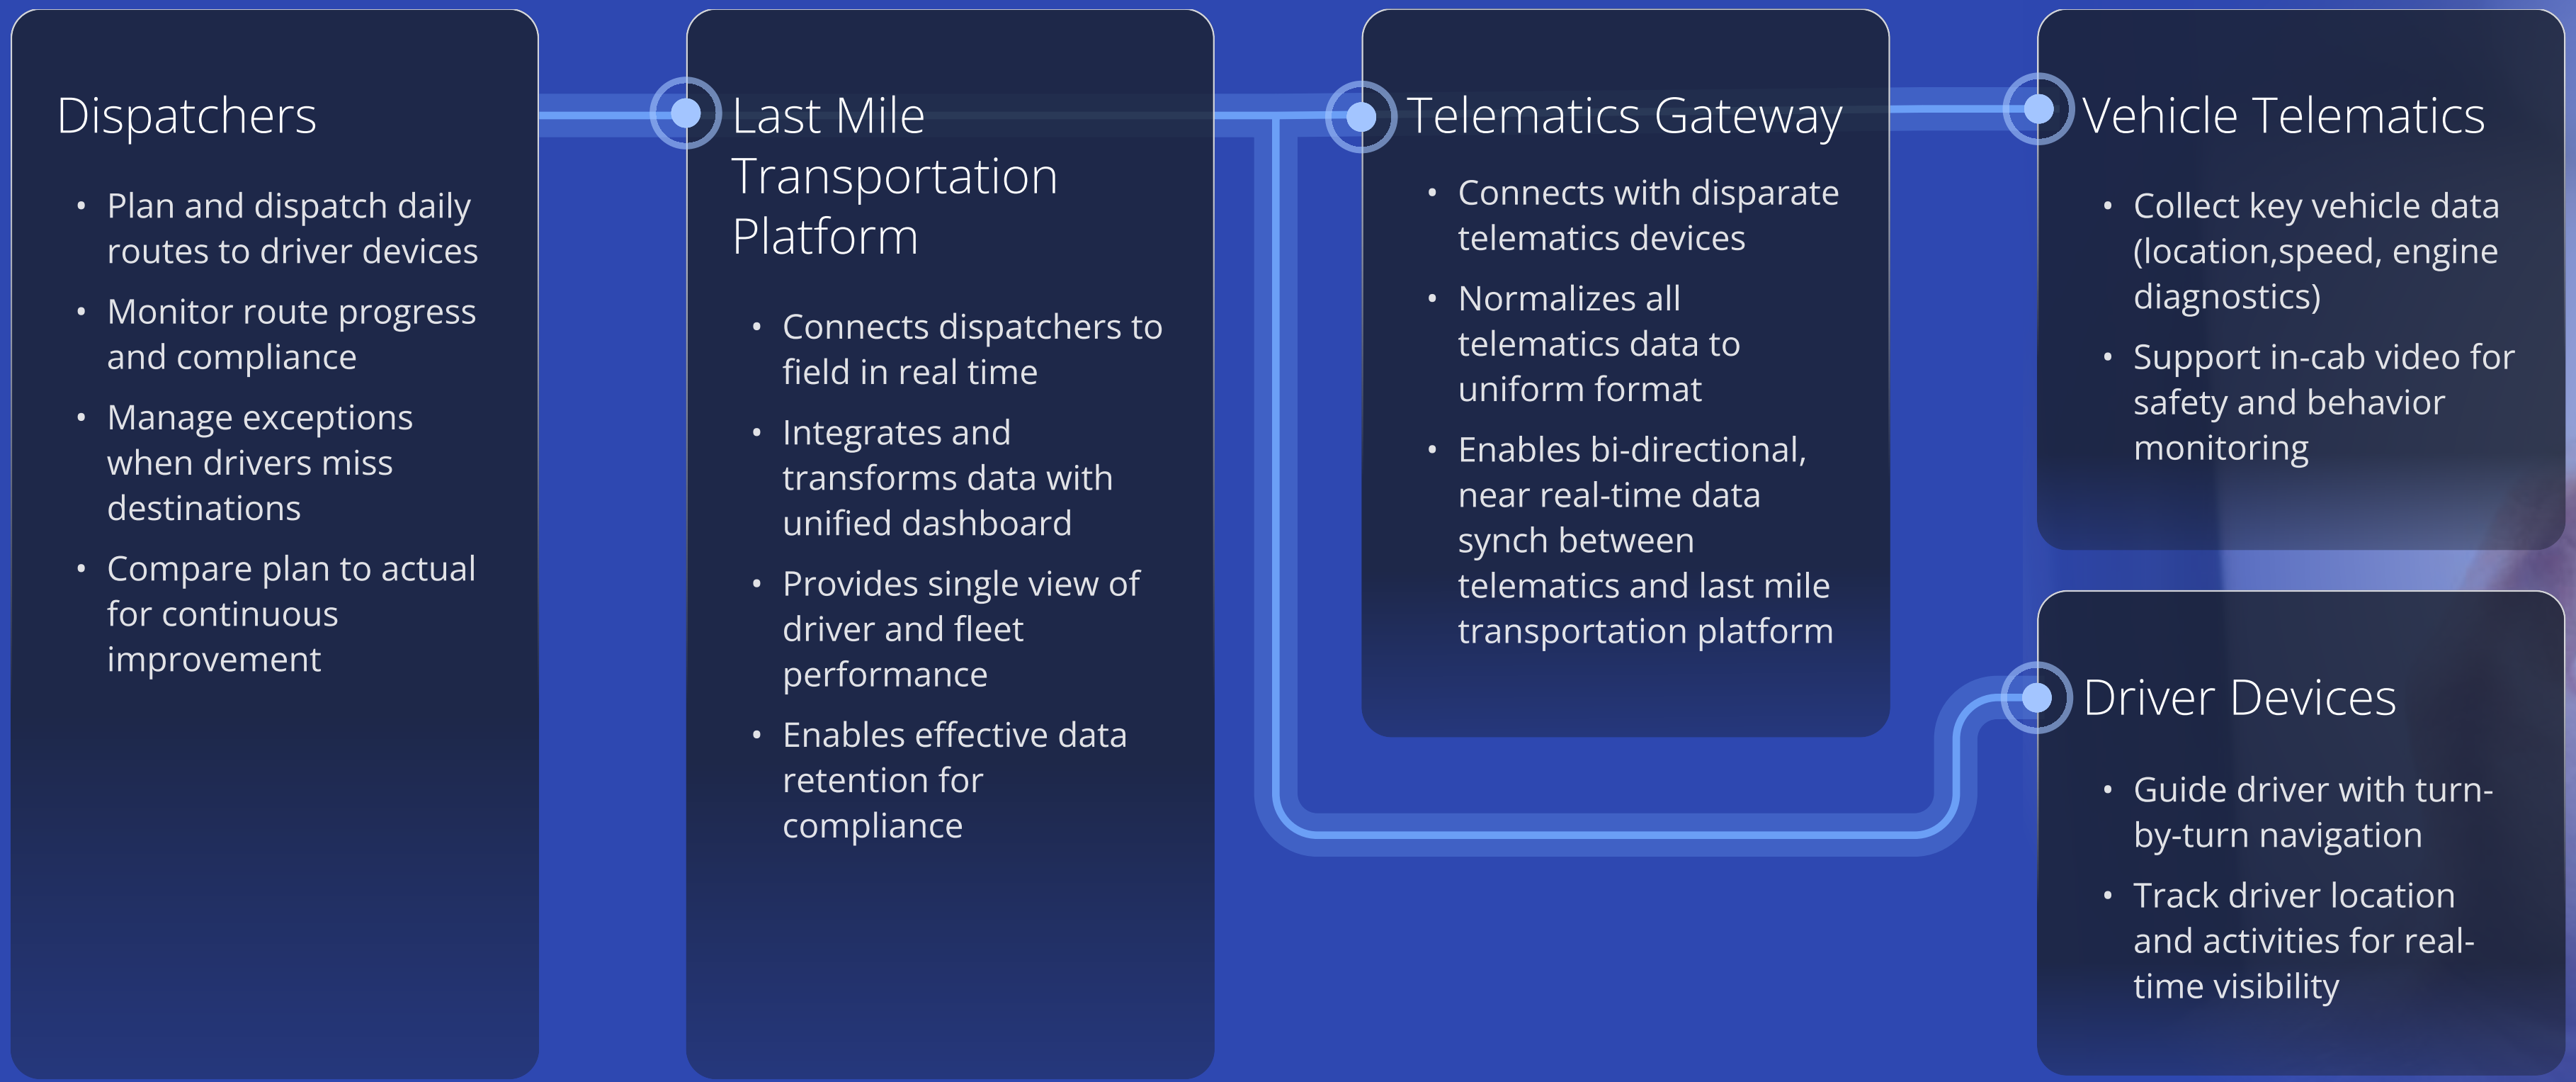 Dispatchers
• Plan and dispatch daily
routes to driver devices
• Monitor route progress
and compliance
• Manage exceptions
when drivers miss
destinations
• Compare plan to actual
for continuous
improvement
Last Mile
Transportation
Platform
• Connects dispatchers to
field in real time
• Integrates and
transforms data with
unified dashboard
• Provides single view of
driver and fleet
performance
• Enables effective data
retention for
compliance
Telematics Gateway
• Connects with disparate
telematics devices
• Normalizes all
telematics data to
uniform format
• Enables bi-directional,
near real-time data
synch between
telematics and last mile
transportation platform
Vehicle Telematics
• Collect key vehicle data
(location,speed, engine
diagnostics)
• Support in-cab video for
safety and behavior
monitoring
Driver Devices
• Guide driver with turn-
by-turn navigation
• Track driver location
and activities for real-
time visibility